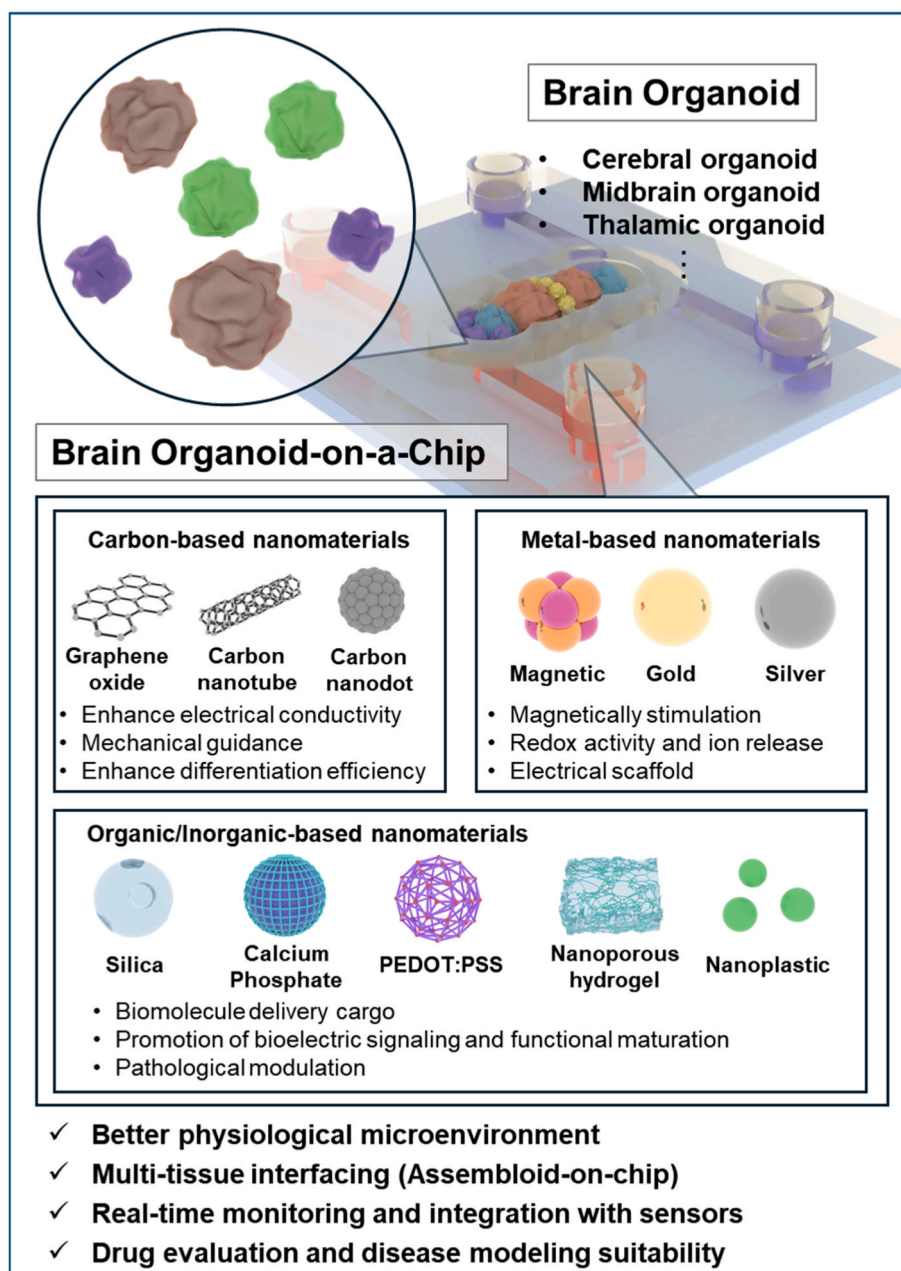 Brain Organoid
• Cerebral organoid
• Midbrain organoid
• Thalamic organoid
⋮
Brain Organoid-on-a-Chip
Carbon-based nanomaterials
Graphene
oxide
Carbon
nanotube
Carbon
nanodot
• Enhance electrical conductivity
• Mechanical guidance
• Enhance differentiation efficiency
Metal-based nanomaterials
Magnetic
Gold
Silver
• Magnetically stimulation
• Redox activity and ion release
• Electrical scaffold
Organic/Inorganic-based nanomaterials
Silica
Calcium
Phosphate
PEDOT:PSS
Nanoporous
hydrogel
Nanoplastic
• Biomolecule delivery cargo
• Promotion of bioelectric signaling and functional maturation
• Pathological modulation
✓ Better physiological microenvironment
✓ Multi-tissue interfacing (Assembloid-on-chip)
✓ Real-time monitoring and integration with sensors
✓ Drug evaluation and disease modeling suitability